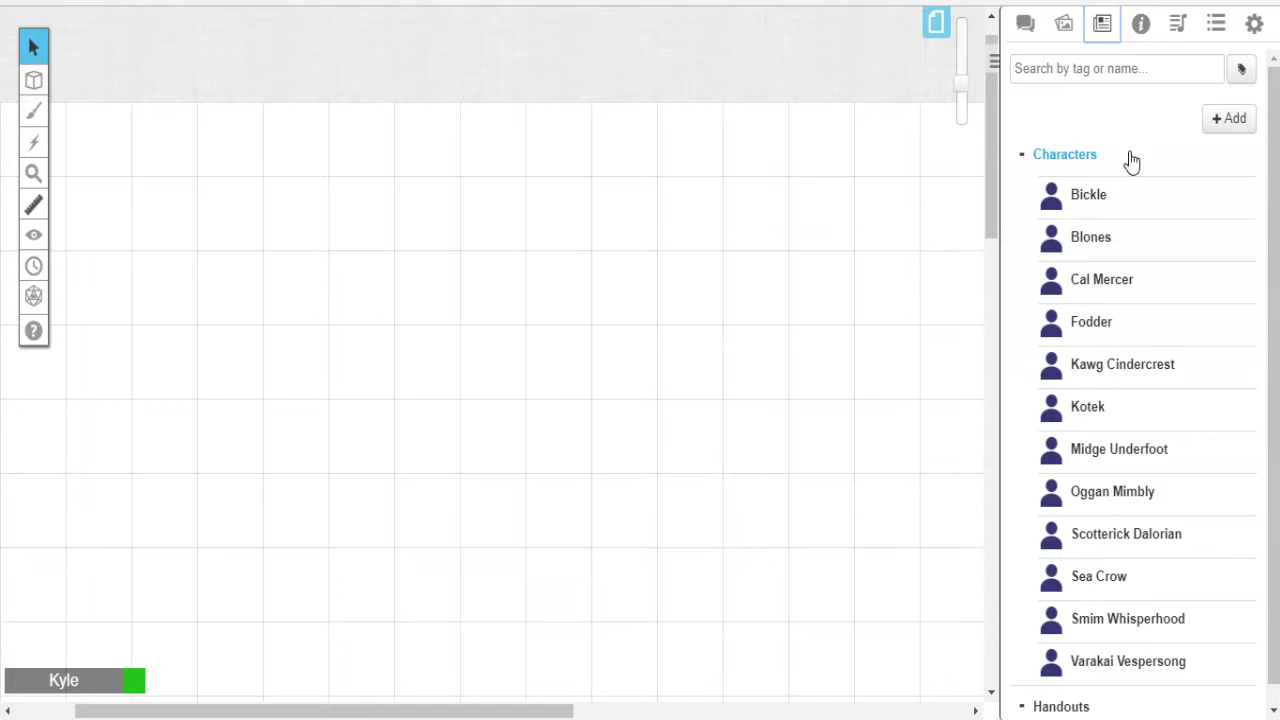 Search by tag or name...
+ Add
Characters
Bickle
Blones
Cal Mercer
Fodder
Kawg Cindercrest
Kotek
Midge Underfoot
Oggan Mimbly
Scotterick Dalorian
Sea Crow
Smim Whisperhood
Varakai Vespersong
Handouts
Kyle